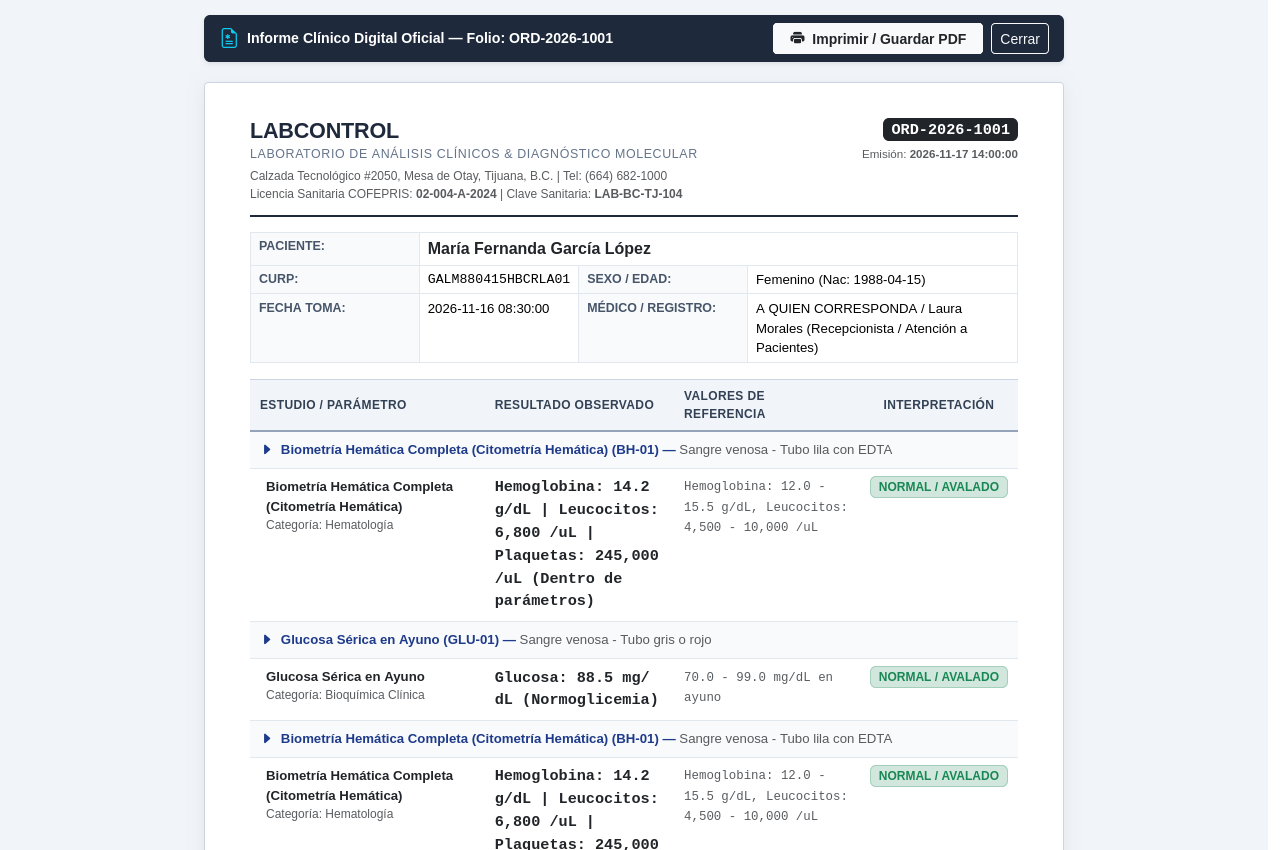 Informe Clínico Digital Oficial — Folio: ORD-2026-1001
Imprimir / Guardar PDF
Cerrar
LABCONTROL
ORD-2026-1001
LABORATORIO DE ANÁLISIS CLÍNICOS & DIAGNÓSTICO MOLECULAR
Emisión: 2026-11-17 14:00:00
Calzada Tecnológico #2050, Mesa de Otay, Tijuana, B.C. | Tel: (664) 682-1000
Licencia Sanitaria COFEPRIS: 02-004-A-2024 | Clave Sanitaria: LAB-BC-TJ-104
PACIENTE:
María Fernanda García López
CURP:
GALM880415HBCRLA01
SEXO / EDAD:
Femenino (Nac: 1988-04-15)
FECHA TOMA:
2026-11-16 08:30:00
MÉDICO / REGISTRO:
A QUIEN CORRESPONDA / Laura
Morales (Recepcionista / Atención a
Pacientes)
ESTUDIO / PARÁMETRO
RESULTADO OBSERVADO
VALORES DE
REFERENCIA
INTERPRETACIÓN
Biometría Hemática Completa (Citometría Hemática) (BH-01) — Sangre venosa - Tubo lila con EDTA
Biometría Hemática Completa
(Citometría Hemática)
Categoría: Hematología
Hemoglobina: 14.2
g/dL | Leucocitos:
6,800 /uL |
Plaquetas: 245,000
/uL (Dentro de
parámetros)
Hemoglobina: 12.0 -
15.5 g/dL, Leucocitos:
4,500 - 10,000 /uL
NORMAL / AVALADO
Glucosa Sérica en Ayuno (GLU-01) — Sangre venosa - Tubo gris o rojo
Glucosa Sérica en Ayuno
Categoría: Bioquímica Clínica
Glucosa: 88.5 mg/
dL (Normoglicemia)
70.0 - 99.0 mg/dL en
ayuno
NORMAL / AVALADO
Biometría Hemática Completa (Citometría Hemática) (BH-01) — Sangre venosa - Tubo lila con EDTA
Biometría Hemática Completa
(Citometría Hemática)
Categoría: Hematología
Hemoglobina: 14.2
g/dL | Leucocitos:
6,800 /uL |
Plaquetas: 245,000
Hemoglobina: 12.0 -
15.5 g/dL, Leucocitos:
4,500 - 10,000 /uL
NORMAL / AVALADO